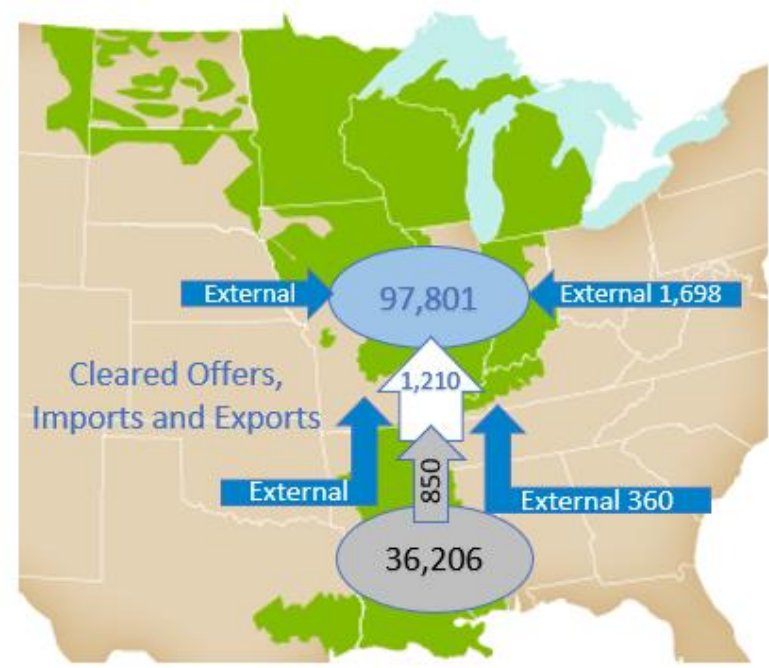 External
97,801
External 1,698
Cleared Offers,
Imports and Exports
1,210
850
External
External 360
36,206